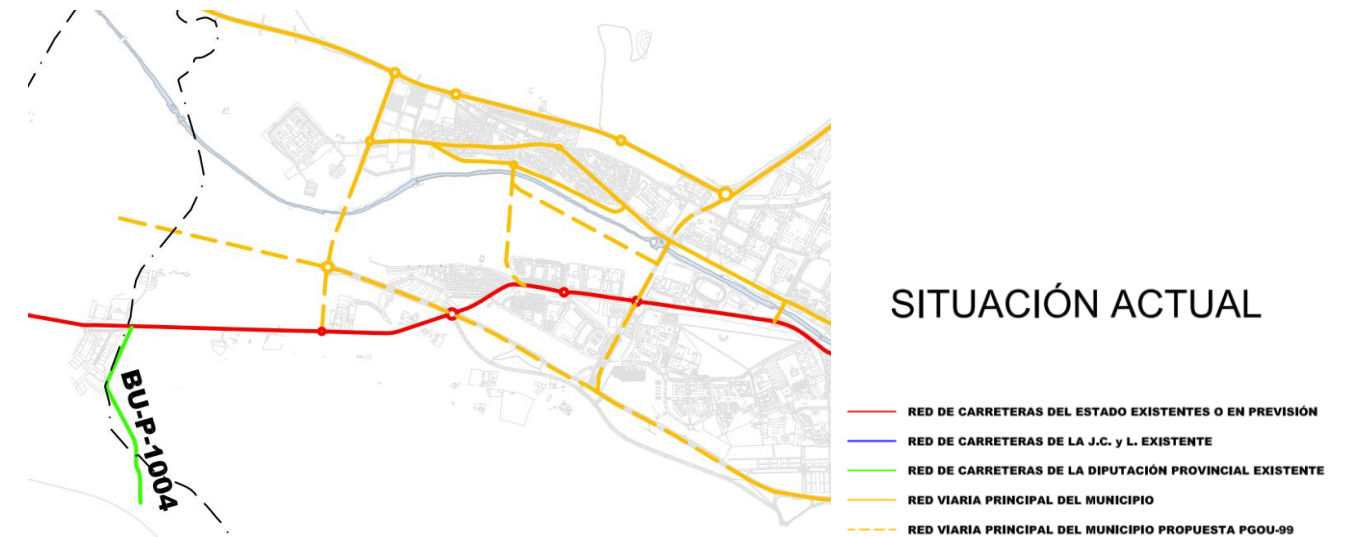 BU-P-1004
SITUACIÓN ACTUAL
RED DE CARRETERAS DEL ESTADO EXISTENTES O EN PREVISIÓN
RED DE CARRETERAS DE LA J.C. y L. EXISTENTE
RED DE CARRETERAS DE LA DIPUTACIÓN PROVINCIAL EXISTENTE
RED VIARIA PRINCIPAL DEL MUNICIPIO
RED VIARIA PRINCIPAL DEL MUNICIPIO PROPUESTA PGOU-99